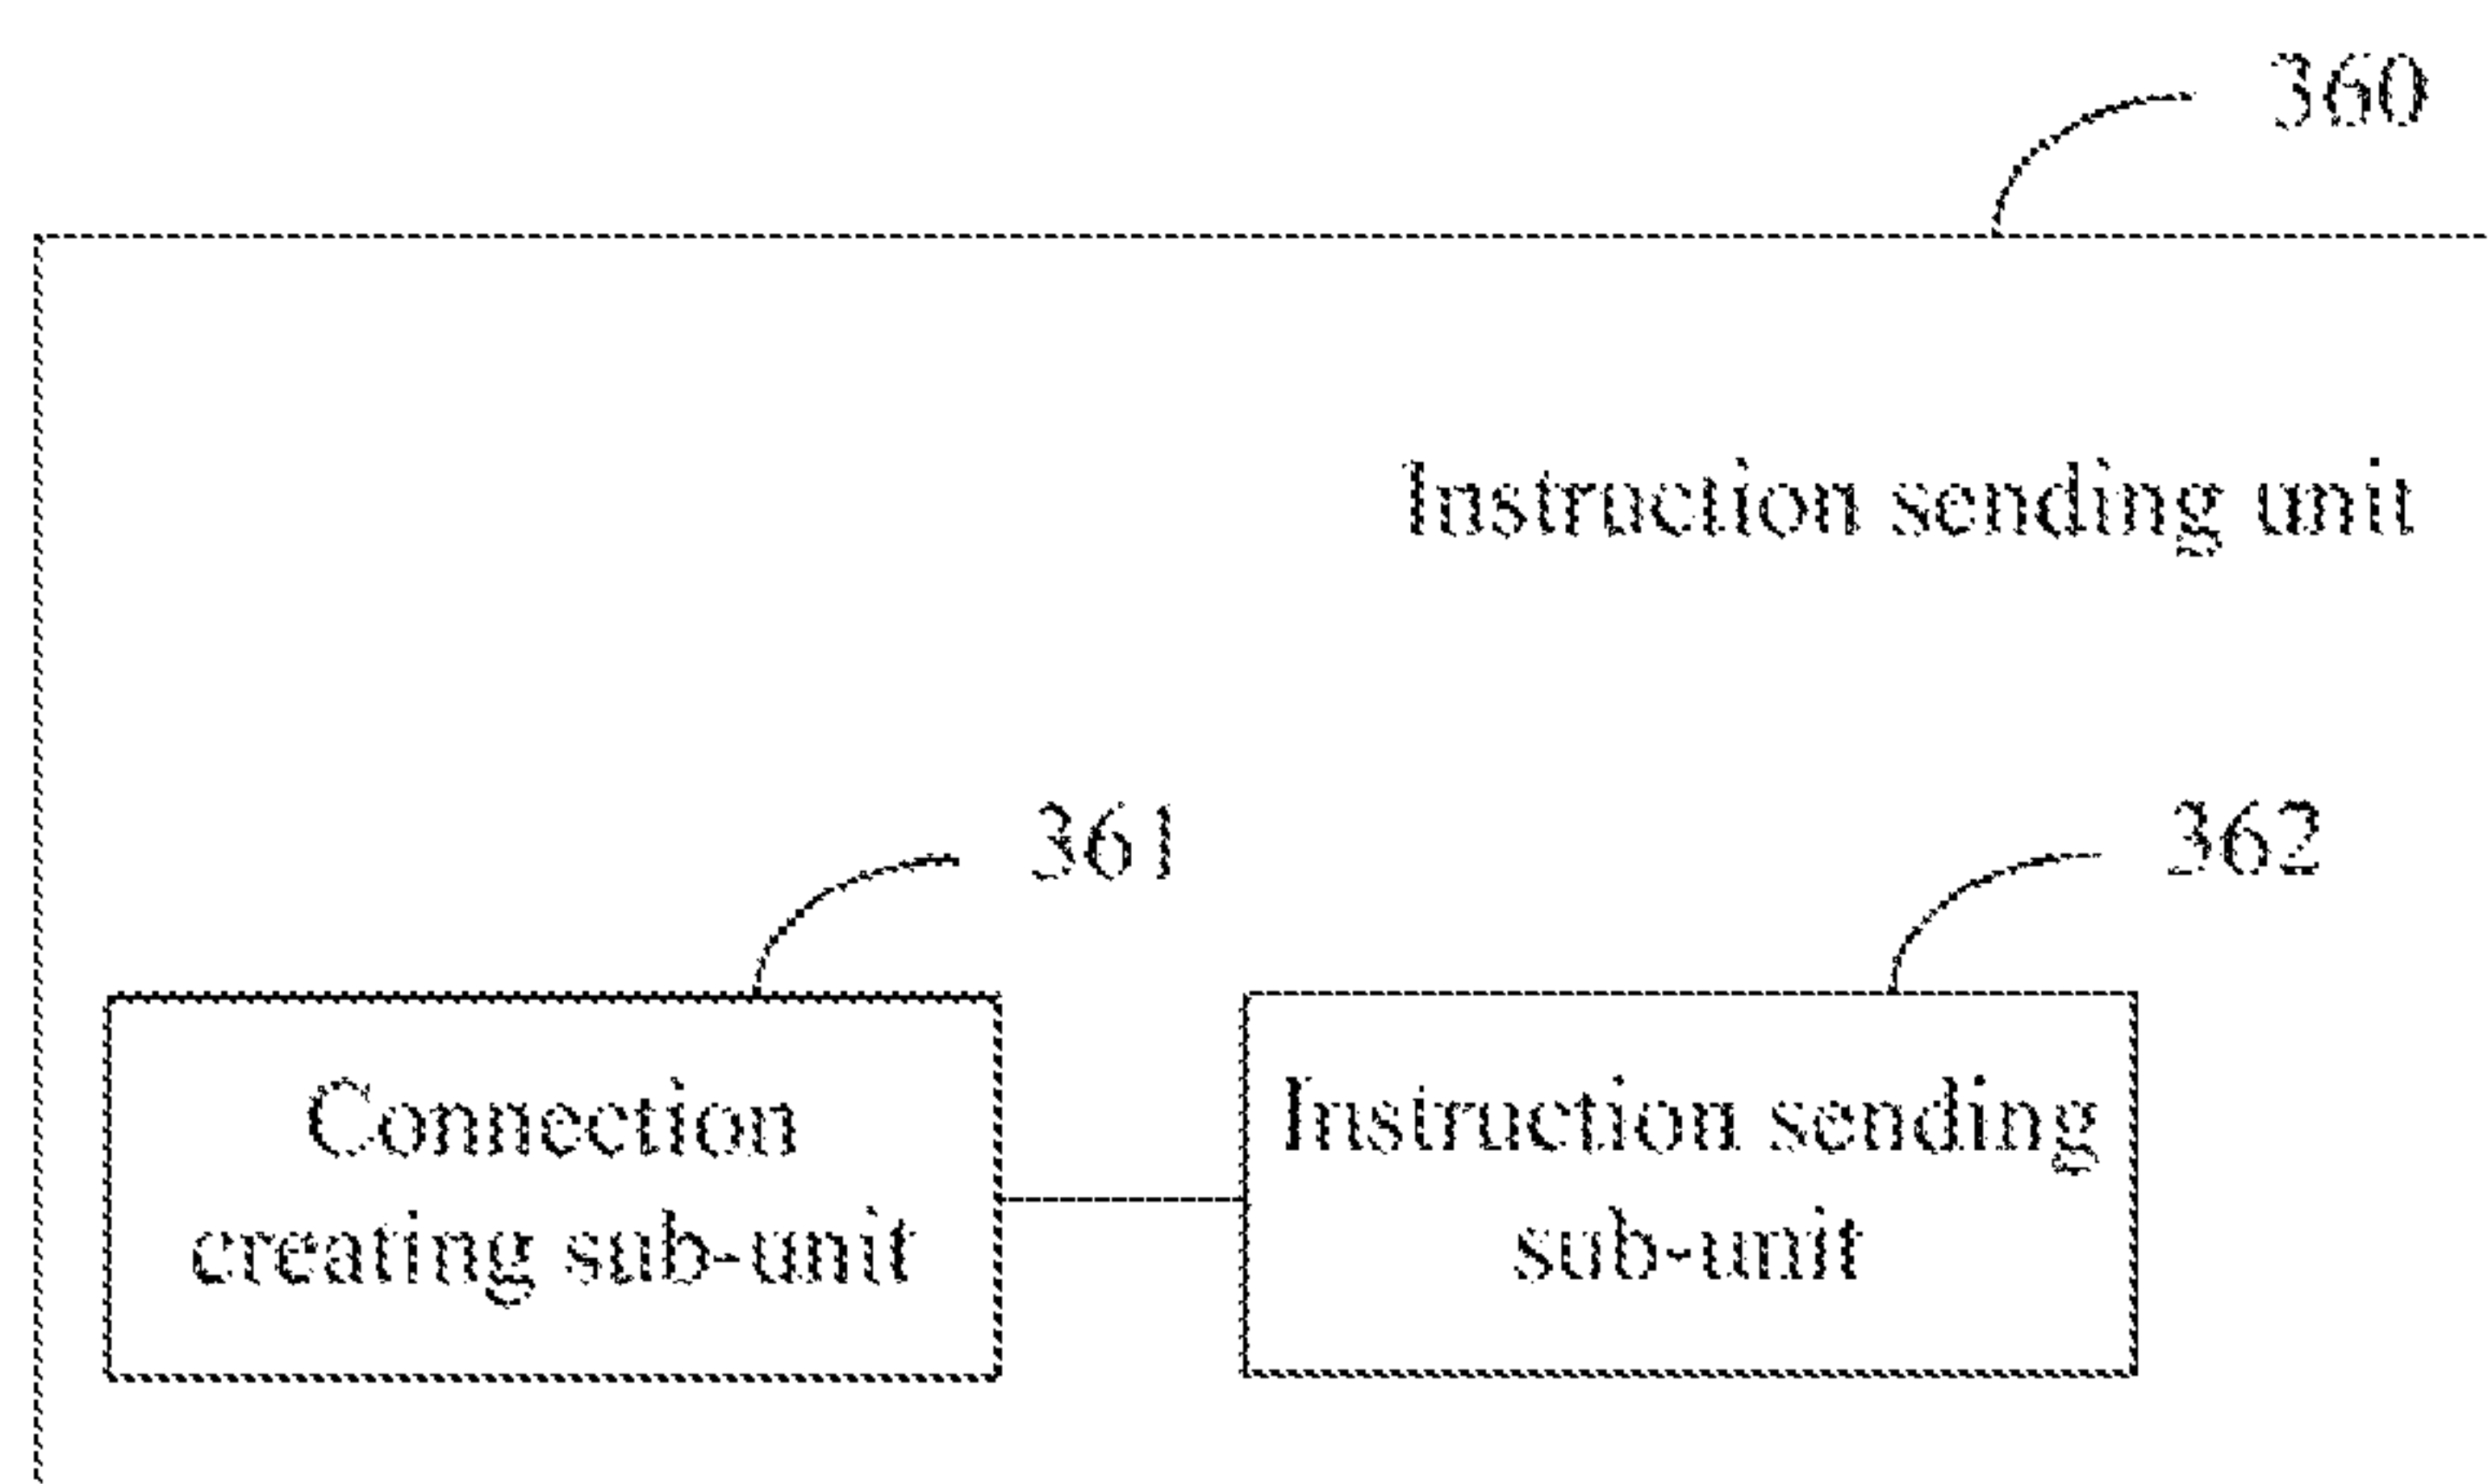 360
Instruction sending unit
361
362
Connection
creating sub-unit
Instruction sending
sub-unit